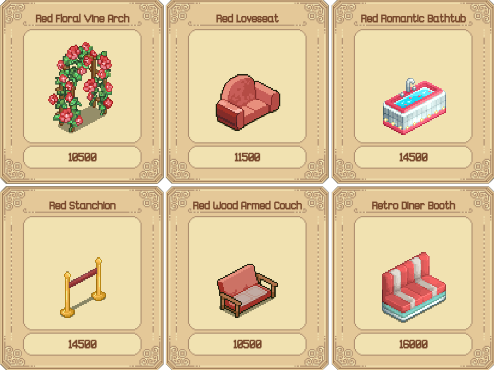 Red Floral Vine Arch
10500
Red Loveseat
11500
Red Romantic Bathtub
14500
Red Stanchion
14500
Red Wood Armed Couch
10500
Retro Diner Booth
16000